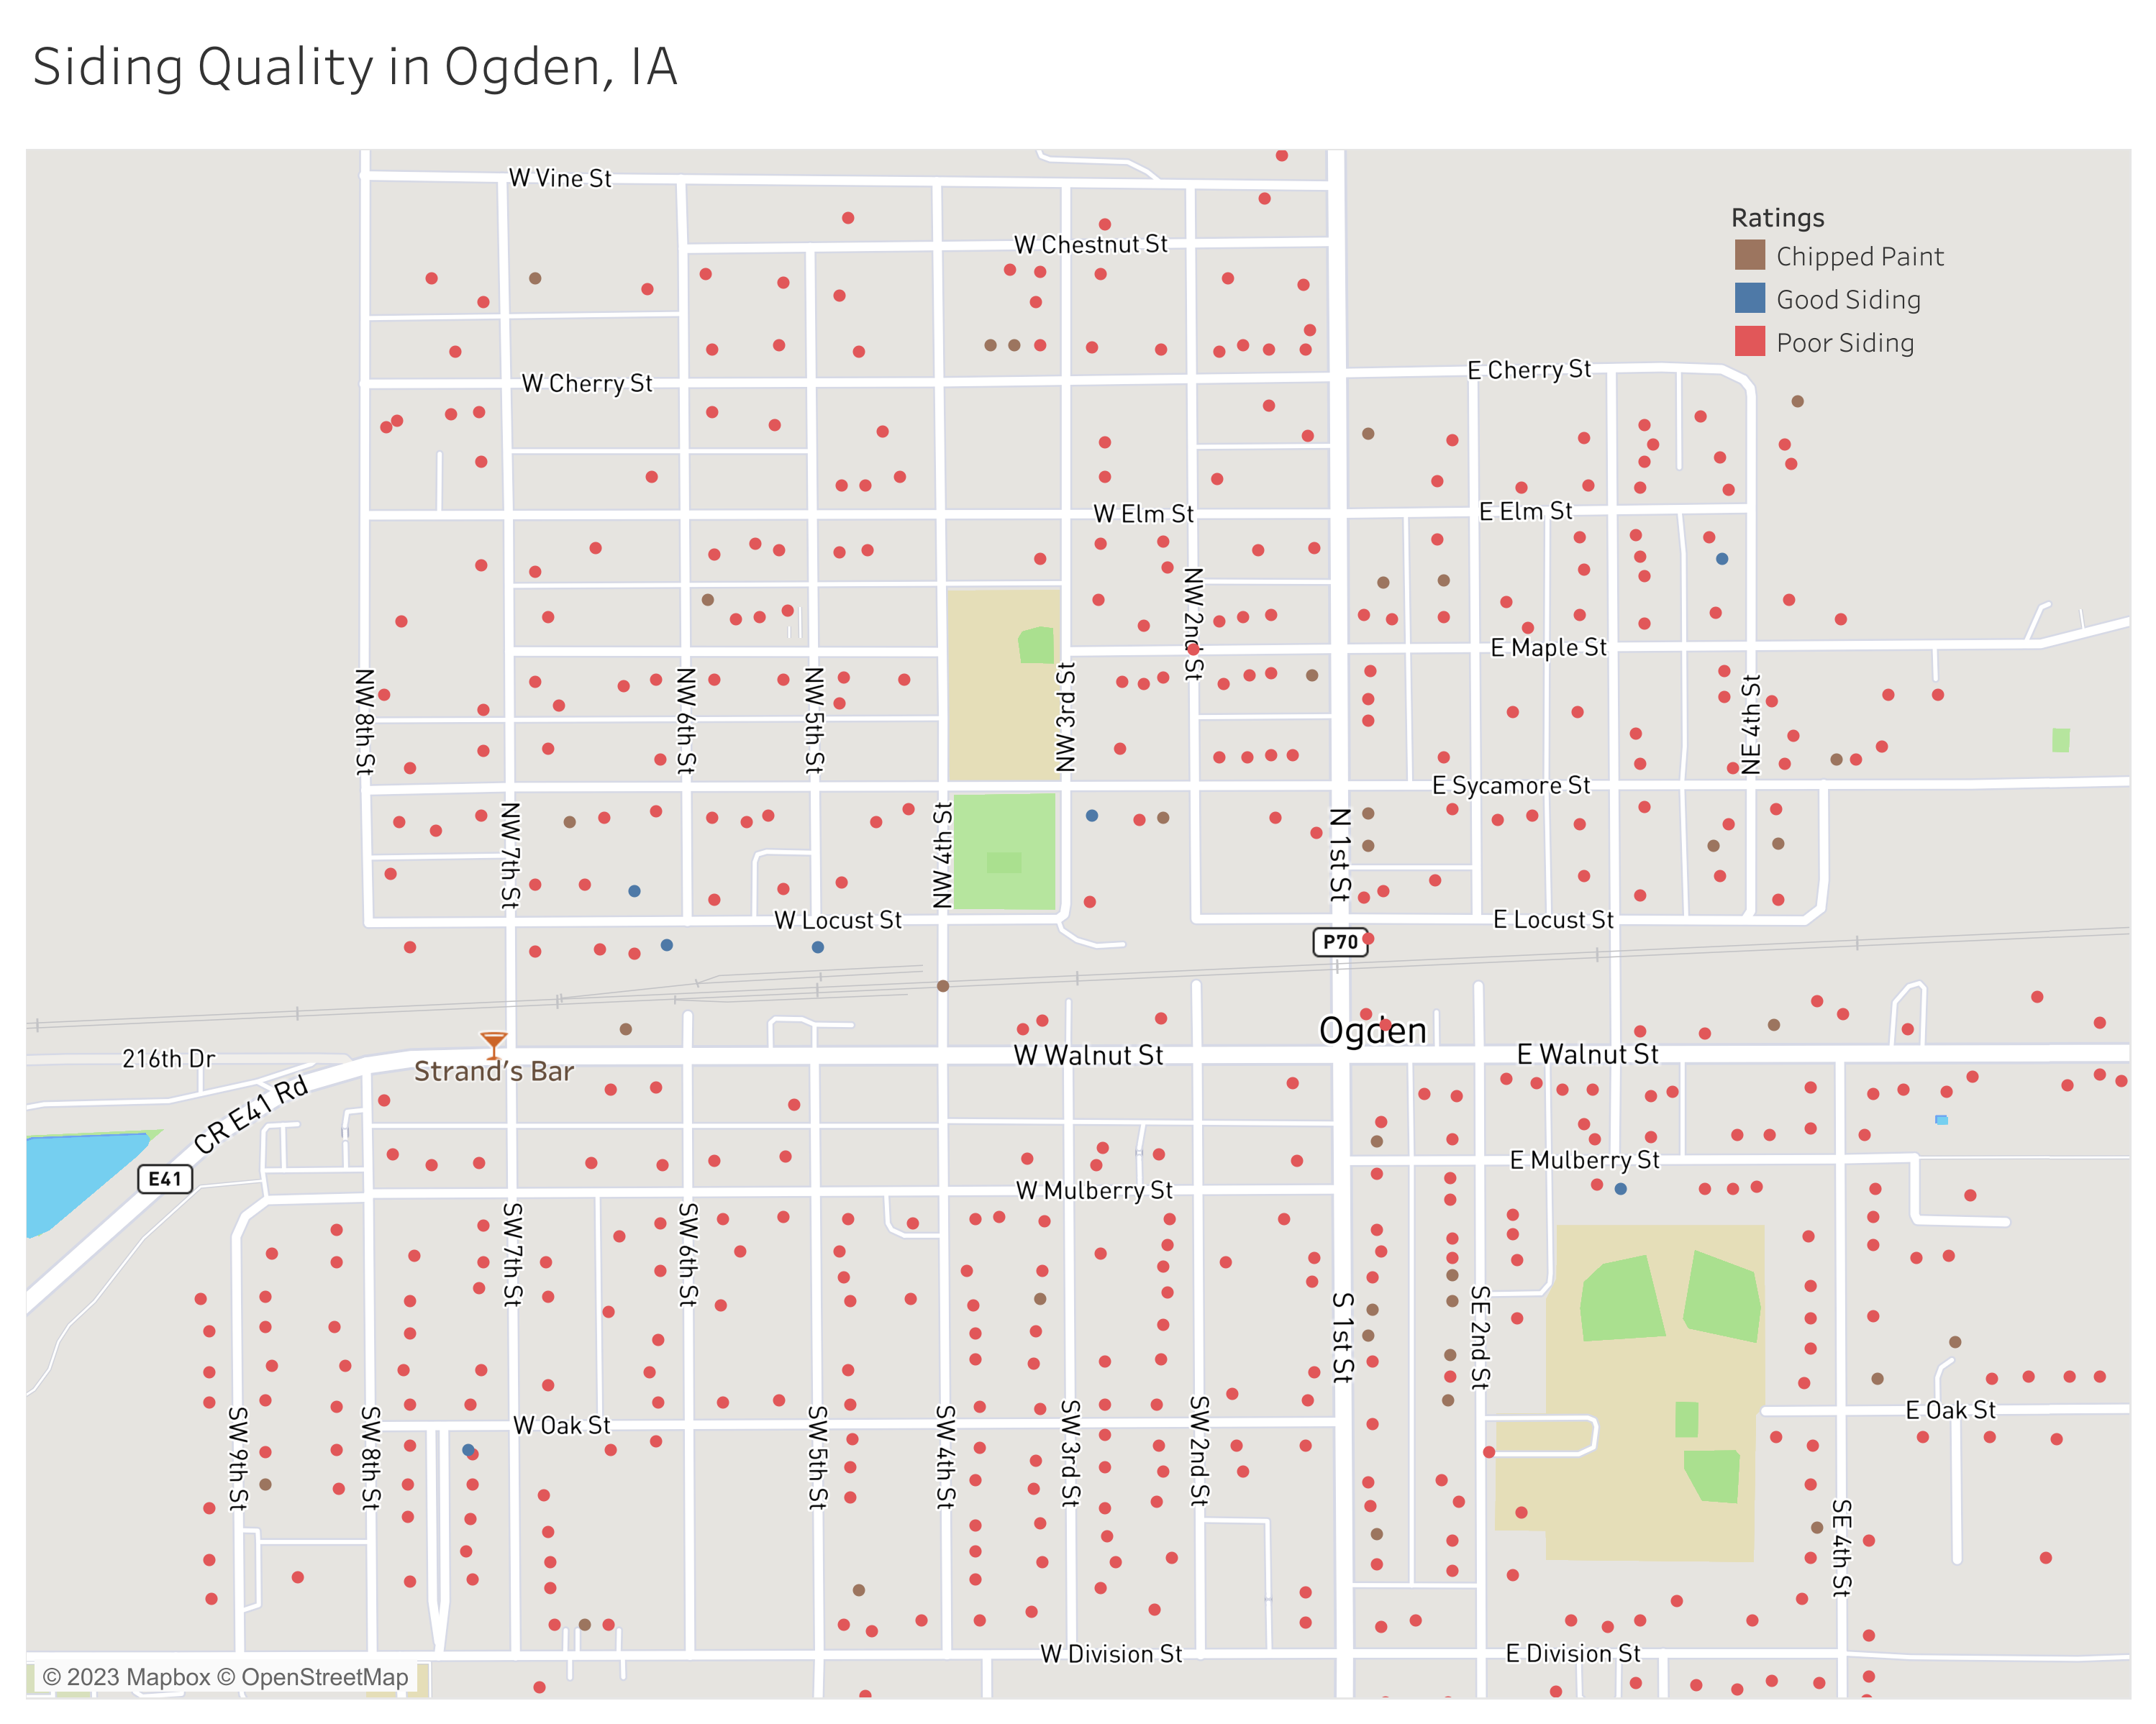 Siding Quality in Ogden, IA
W Vine St
Ratings
W Chestnut St
Chipped Paint
Good Siding
Poor Siding
E Cherry St
W Cherry St
E Elm St
W Elm St
NW 2nd St
E Maple St
NW 8th St
NW 6th St
NW 5th St
NW 3rd St
NE 4th St
E Sycamore St
NW 7th St
NW 4th St
N 1st St
W Locust St
E Locust St
P70
Ogden
216th Dr
Strand's Bar
W Walnut St
E Walnut St
CR E41 Rd
E41
E Mulberry St
W Mulberry St
SW 7th St
SW 6th St
S 1st St
SE 2nd St
W Oak St
E Oak St
SW 9th St
SW 8th St
SW 5th St
SW 4th St
SW 3rd St
SW 2nd St
SE 4th St
W Division St
E Division St
© 2023 Mapbox © OpenStreetMap